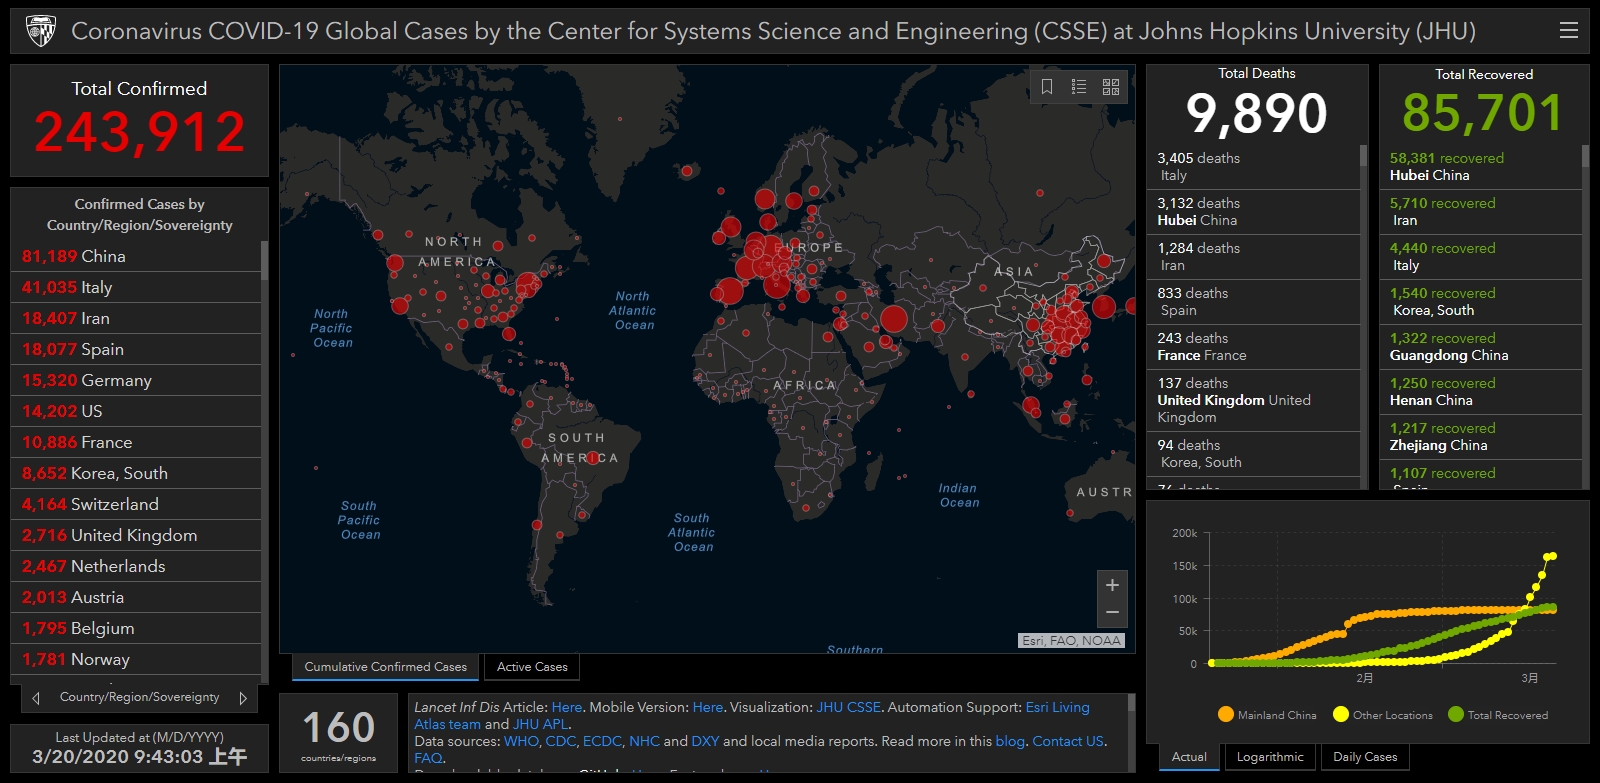 Coronavirus COVID-19 Global Cases by the Center for Systems Science and Engineering (CSSE) at Johns Hopkins University (JHU)
Total Confirmed
243,912
Confirmed Cases by
Country/Region/Sovereignty
81,189 China
41,035 Italy
18,407 Iran
18,077 Spain
15,320 Germany
14,202 US
10,886 France
8,652 Korea, South
4,164 Switzerland
2,716 United Kingdom
2,467 Netherlands
2,013 Austria
1,795 Belgium
1,781 Norway
Country/Region/Sovereignty
Last Updated at (M/D/YYYY)
3/20/2020 9:43:03 上午
NORTH
AMERICA
North
Pacific
Ocean
North
Atlantic
Ocean
EUROPE
ASIA
AFRICA
SOUTH
AMERICA
South
Pacific
Ocean
South
Atlantic
Ocean
Indian
Ocean
AUSTR
Southern
+
−
Esri, FAO, NOAA
Cumulative Confirmed Cases
Active Cases
160
countries/regions
Lancet Inf Dis Article: Here. Mobile Version: Here. Visualization: JHU CSSE. Automation Support: Esri Living
Atlas team and JHU APL.
Data sources: WHO, CDC, ECDC, NHC and DXY and local media reports. Read more in this blog. Contact US.
FAQ.
Total Deaths
9,890
3,405 deaths
Italy
3,132 deaths
Hubei China
1,284 deaths
Iran
833 deaths
Spain
243 deaths
France France
137 deaths
United Kingdom United
Kingdom
94 deaths
Korea, South
Total Recovered
85,701
58,381 recovered
Hubei China
5,710 recovered
Iran
4,440 recovered
Italy
1,540 recovered
Korea, South
1,322 recovered
Guangdong China
1,250 recovered
Henan China
1,217 recovered
Zhejiang China
1,107 recovered
Spain
200k
150k
100k
50k
0
2月
3月
Mainland China
Other Locations
Total Recovered
Actual
Logarithmic
Daily Cases